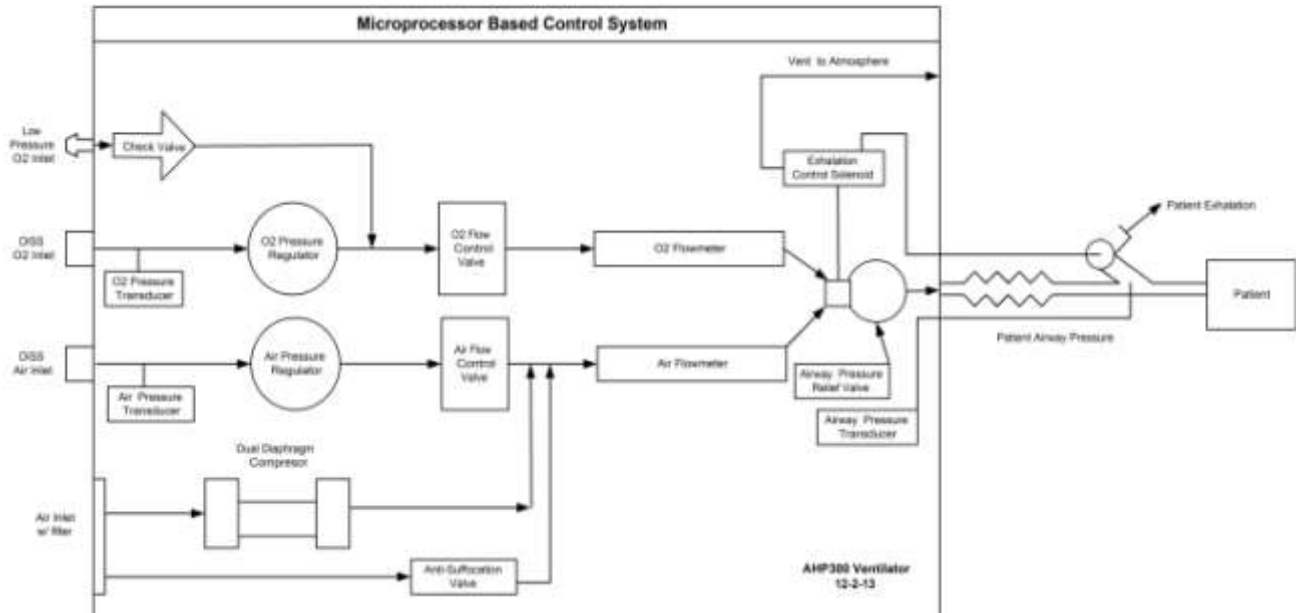 Microprocessor Based Control System
Vent to Atmosphere
Low
Pressure
O2 Inlet
Check Valve
Exhalation
Control Solenoid
Patient Exhalation
DISS
O2 Inlet
O2 Pressure
Regulator
O2 Flow
Control
Valve
O2 Flowmeter
O2 Pressure
Transducer
Patient
Patient Airway Pressure
DISS
Air Inlet
Air Pressure
Regulator
Air Flow
Control
Valve
Air Flowmeter
Airway Pressure
Relief Valve
Air Pressure
Transducer
Airway Pressure
Transducer
Dual Diaphragm
Compresor
Air Inlet
w/ filter
Anti-Suffocation
Valve
AHP300 Ventilator
12-2-13